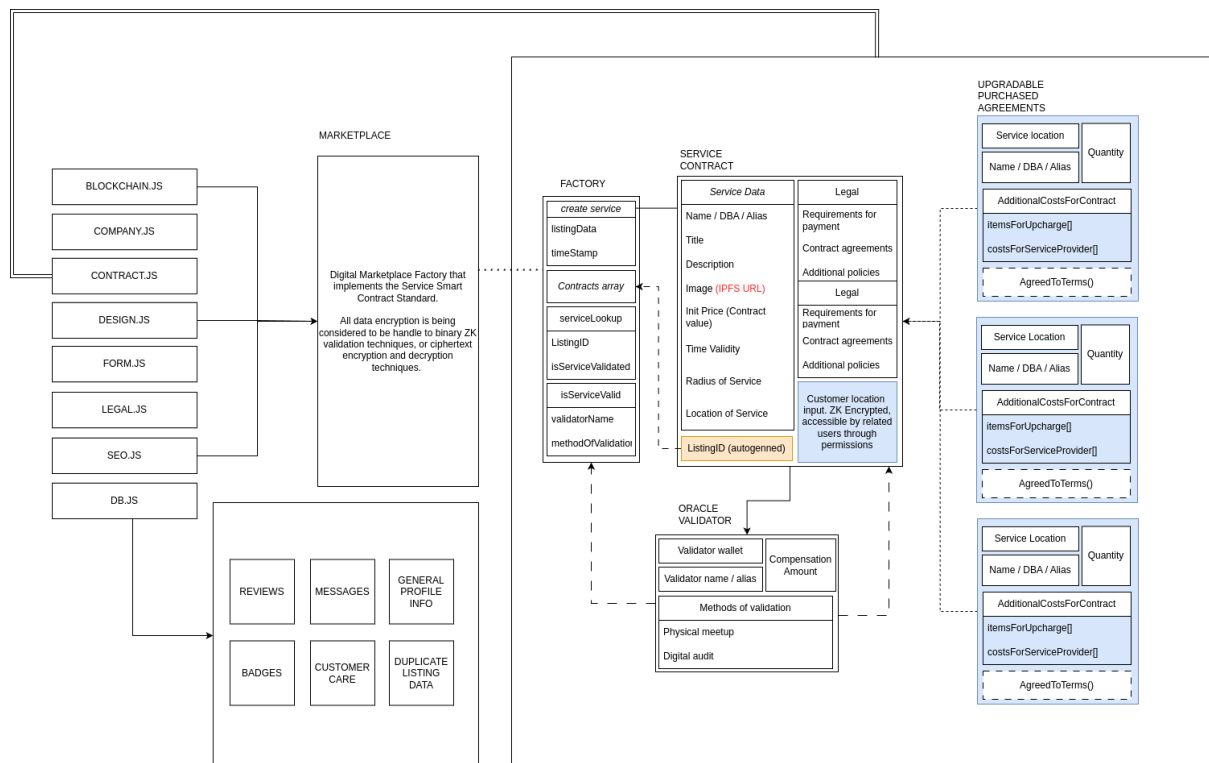 UPGRADABLE
PURCHASED
AGREEMENTS
MARKETPLACE
BLOCKCHAIN.JS
COMPANY.JS
CONTRACT.JS
DESIGN.JS
FORM.JS
LEGAL.JS
SEO.JS
DB.JS
Digital Marketplace Factory that
implements the Service Smart
Contract Standard.
All data encryption is being
considered to be handle to binary ZK
validation techniques, or ciphertext
encryption and decryption
techniques.
REVIEWS
MESSAGES
GENERAL
PROFILE
INFO
BADGES
CUSTOMER
CARE
DUPLICATE
LISTING
DATA
FACTORY
create service
listingData
timeStamp
Contracts array
serviceLookup
ListingID
isServiceValidated
isServiceValid
validatorName
methodOfValidation
SERVICE
CONTRACT
Service Data
Name / DBA / Alias
Title
Description
Image (IPFS URL)
Init Price (Contract
value)
Time Validity
Radius of Service
Location of Service
ListingID (autogenned)
Legal
Requirements for
payment
Contract agreements
Additional policies
Legal
Requirements for
payment
Contract agreements
Additional policies
Customer location
input. ZK Encrypted,
accessible by related
users through
permissions
ORACLE
VALIDATOR
Validator wallet
Validator name / alias
Compensation
Amount
Methods of validation
Physical meetup
Digital audit
Service location
Name / DBA / Alias
Quantity
AdditionalCostsForContract
itemsForUpcharge[]
costsForServiceProvider[]
AgreedToTerms()
Service Location
Name / DBA / Alias
Quantity
AdditionalCostsForContract
itemsForUpcharge[]
costsForServiceProvider[]
AgreedToTerms()
Service Location
Name / DBA / Alias
Quantity
AdditionalCostsForContract
itemsForUpcharge[]
costsForServiceProvider[]
AgreedToTerms()